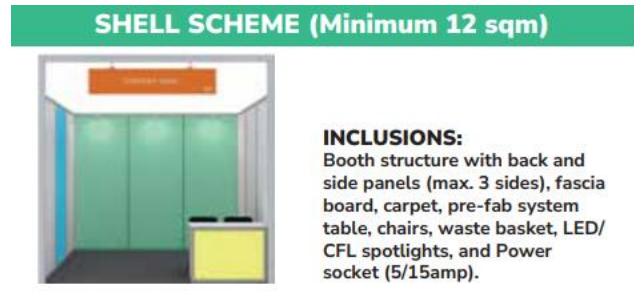 SHELL SCHEME (Minimum 12 sqm)
INCLUSIONS:
Booth structure with back and
side panels (max. 3 sides), fascia
board, carpet, pre-fab system
table, chairs, waste basket, LED/
CFL spotlights, and Power
socket (5/15amp).